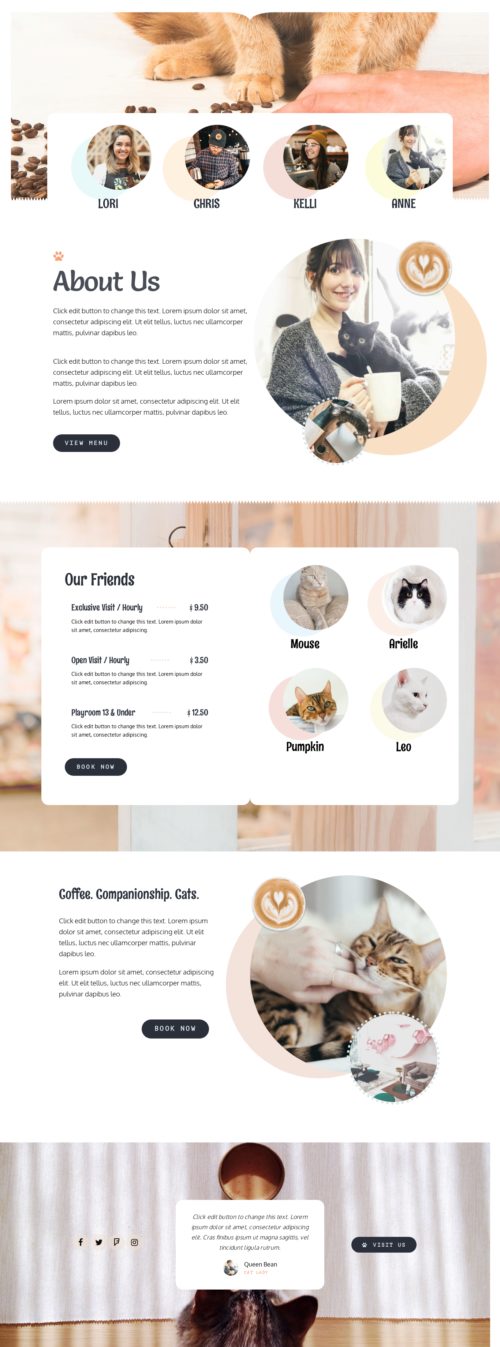 LORI
CHRIS
KELLI
ANNE
About Us
Click edit button to change this text. Lorem ipsum dolor sit amet,
consectetur adipiscing elit. Ut elit tellus, luctus nec ullamcorper
mattis, pulvinar dapibus leo.
Click edit button to change this text. Lorem ipsum dolor sit amet,
consectetur adipiscing elit. Ut elit tellus, luctus nec ullamcorper
mattis, pulvinar dapibus leo.
Lorem ipsum dolor sit amet, consectetur adipiscing elit. Ut elit
tellus, luctus nec ullamcorper mattis, pulvinar dapibus leo.
VIEW MENU
Our Friends
Exclusive Visit / Hourly ........ $ 9.50
Click edit button to change this text. Lorem ipsum dolor
sit amet, consectetur adipiscing
Open Visit / Hourly ........ $ 3.50
Click edit button to change this text. Lorem ipsum dolor
sit amet, consectetur adipiscing
Playroom 13 & Under ........ $ 12.50
Click edit button to change this text. Lorem ipsum dolor
sit amet, consectetur adipiscing
BOOK NOW
Mouse
Arielle
Pumpkin
Leo
Coffee. Companionship. Cats.
Click edit button to change this text. Lorem ipsum
dolor sit amet, consectetur adipiscing elit. Ut elit
tellus, luctus nec ullamcorper mattis, pulvinar
dapibus leo.
Lorem ipsum dolor sit amet, consectetur adipiscing
elit. Ut elit tellus, luctus nec ullamcorper mattis,
pulvinar dapibus leo.
BOOK NOW
Click edit button to change this text. Lorem
ipsum dolor sit amet, consectetur adipiscing
elit. Cras finibus ipsum ut magna sagittis, vel
tincidunt ligula rutrum.
Queen Bean
CAT LADY
VISIT US